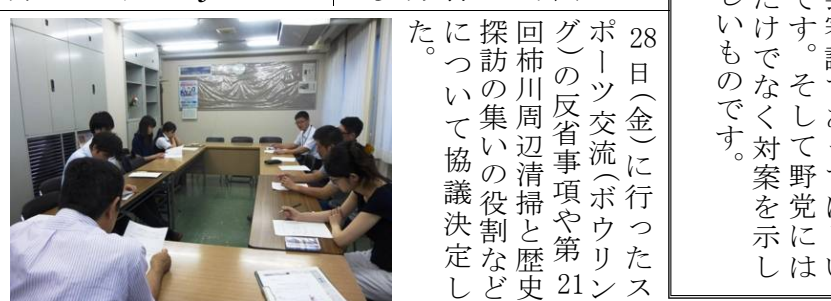 です。そして野党には
だけでなく対案を示し
しいものです。
28日(金)に行ったス
ポーツ交流(ボウリン
グ)の反省事項や第21
回柿川周辺清掃と歴史
探訪の集いの役割など
について協議決定し
た。